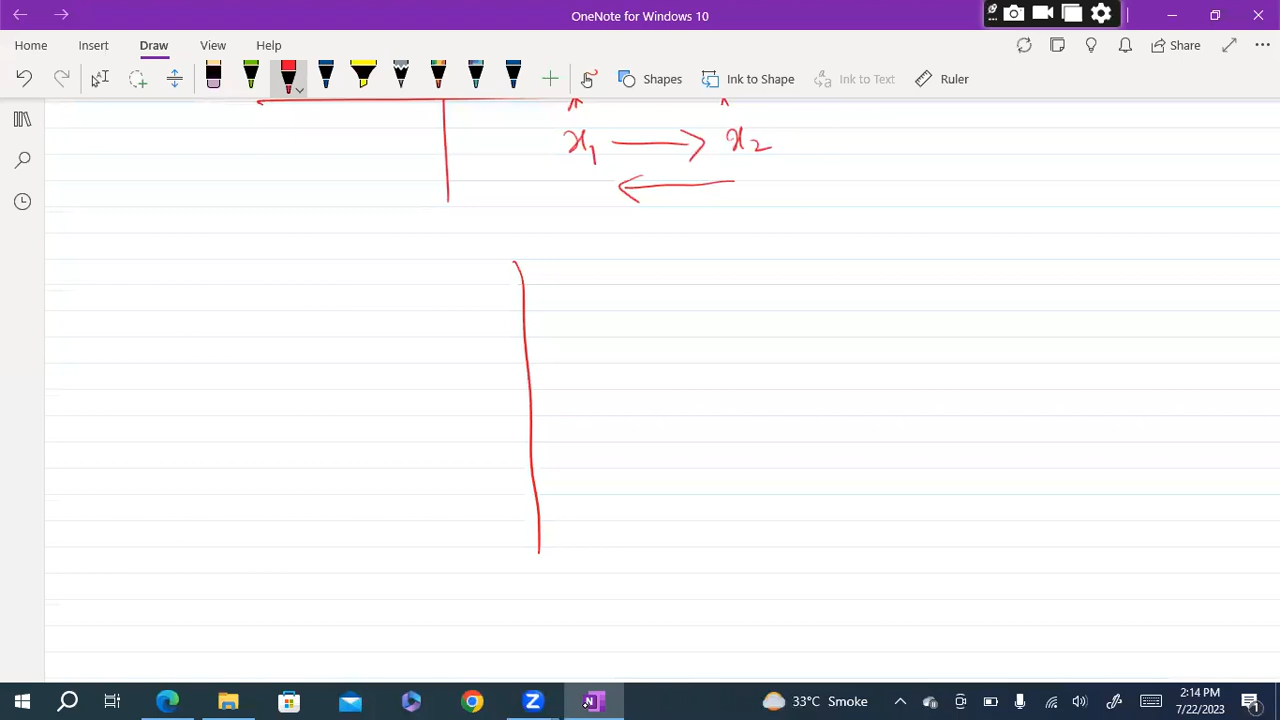 OneNote for Windows 10
Home Insert Draw View Help Share
Shapes Ink to Shape Ink to Text Ruler
x₁ → x₂
←
33°C Smoke 2:14 PM
7/22/2023